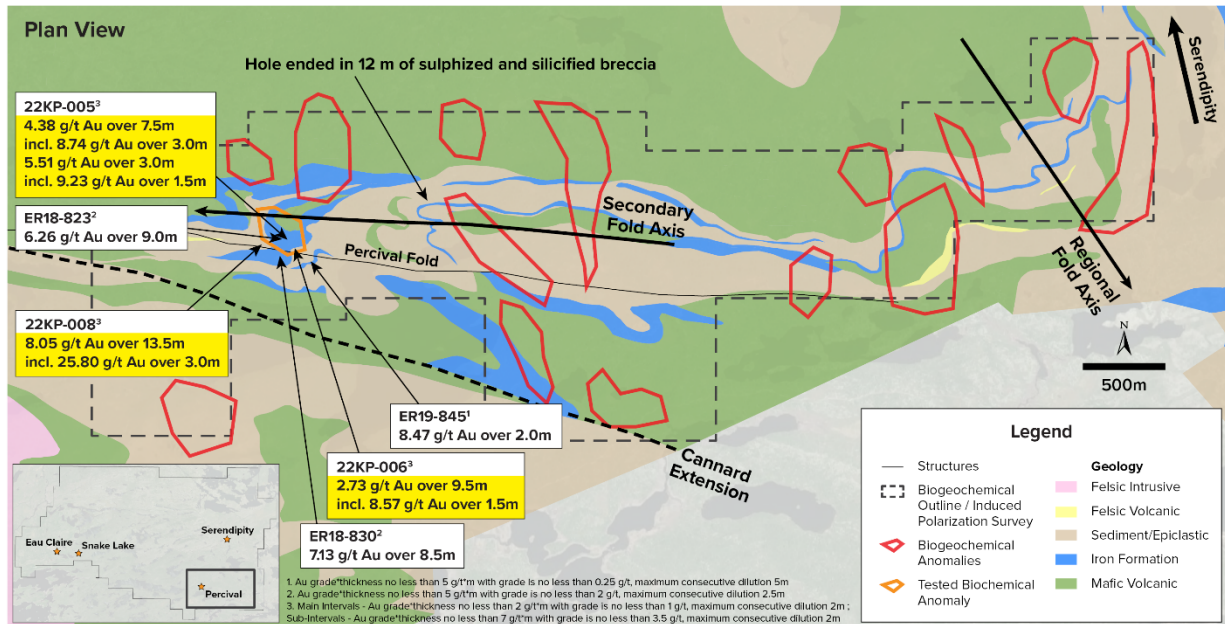 Plan View
Hole ended in 12 m of sulphized and silicified breccia
22KP-005³
4.38 g/t Au over 7.5m
incl. 8.74 g/t Au over 3.0m
5.51 g/t Au over 3.0m
incl. 9.23 g/t Au over 1.5m
ER18-823²
6.26 g/t Au over 9.0m
22KP-008³
8.05 g/t Au over 13.5m
incl. 25.80 g/t Au over 3.0m
Secondary
Fold Axis
Percival Fold
Serendipity
Regional
Fold Axis
N
500m
ER19-845¹
8.47 g/t Au over 2.0m
22KP-006³
2.73 g/t Au over 9.5m
incl. 8.57 g/t Au over 1.5m
ER18-830²
7.13 g/t Au over 8.5m
Cannard
Extension
Eau Claire
Snake Lake
Serendipity
Percival
1. Au grade*thickness no less than 5 g/t*m with grade is no less than 0.25 g/t, maximum consecutive dilution 5m
2. Au grade*thickness no less than 5 g/t*m with grade is no less than 2 g/t, maximum consecutive dilution 2.5m
3. Main Intervals - Au grade*thickness no less than 2 g/t*m with grade is no less than 1 g/t, maximum consecutive dilution 2m ;
Sub-Intervals - Au grade*thickness no less than 7 g/t*m with grade is no less than 3.5 g/t, maximum consecutive dilution 2m
Legend
Structures
Biogeochemical
Outline / Induced
Polarization Survey
Biogeochemical
Anomalies
Tested Biochemical
Anomaly
Geology
Felsic Intrusive
Felsic Volcanic
Sediment/Epiclastic
Iron Formation
Mafic Volcanic